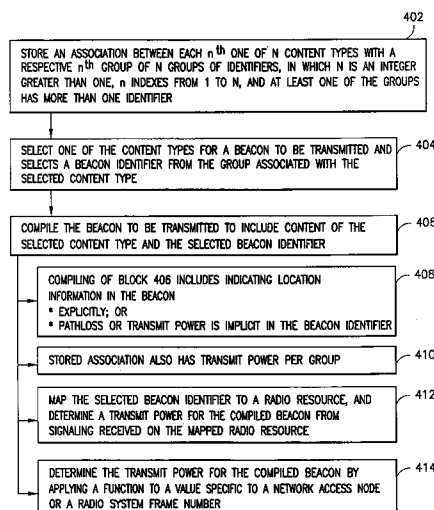 402
STORE AN ASSOCIATION BETWEEN EACH nth ONE OF N CONTENT TYPES WITH A
RESPECTIVE nth GROUP OF N GROUPS OF IDENTIFIERS, IN WHICH N IS AN INTEGER
GREATER THAN ONE, n INDEXES FROM 1 TO N, AND AT LEAST ONE OF THE GROUPS
HAS MORE THAN ONE IDENTIFIER
404
SELECT ONE OF THE CONTENT TYPES FOR A BEACON TO BE TRANSMITTED AND
SELECTS A BEACON IDENTIFIER FROM THE GROUP ASSOCIATED WITH THE
SELECTED CONTENT TYPE
406
COMPILE THE BEACON TO BE TRANSMITTED TO INCLUDE CONTENT OF THE
SELECTED CONTENT TYPE AND THE SELECTED BEACON IDENTIFIER
408
COMPILING OF BLOCK 406 INCLUDES INDICATING LOCATION
INFORMATION IN THE BEACON
* EXPLICITLY; OR
* PATHLOSS OR TRANSMIT POWER IS IMPLICIT IN THE BEACON IDENTIFIER
410
STORED ASSOCIATION ALSO HAS TRANSMIT POWER PER GROUP
412
MAP THE SELECTED BEACON IDENTIFIER TO A RADIO RESOURCE, AND
DETERMINE A TRANSMIT POWER FOR THE COMPILED BEACON FROM
SIGNALING RECEIVED ON THE MAPPED RADIO RESOURCE
414
DETERMINE THE TRANSMIT POWER FOR THE COMPILED BEACON BY
APPLYING A FUNCTION TO A VALUE SPECIFIC TO A NETWORK ACCESS NODE
OR A RADIO SYSTEM FRAME NUMBER